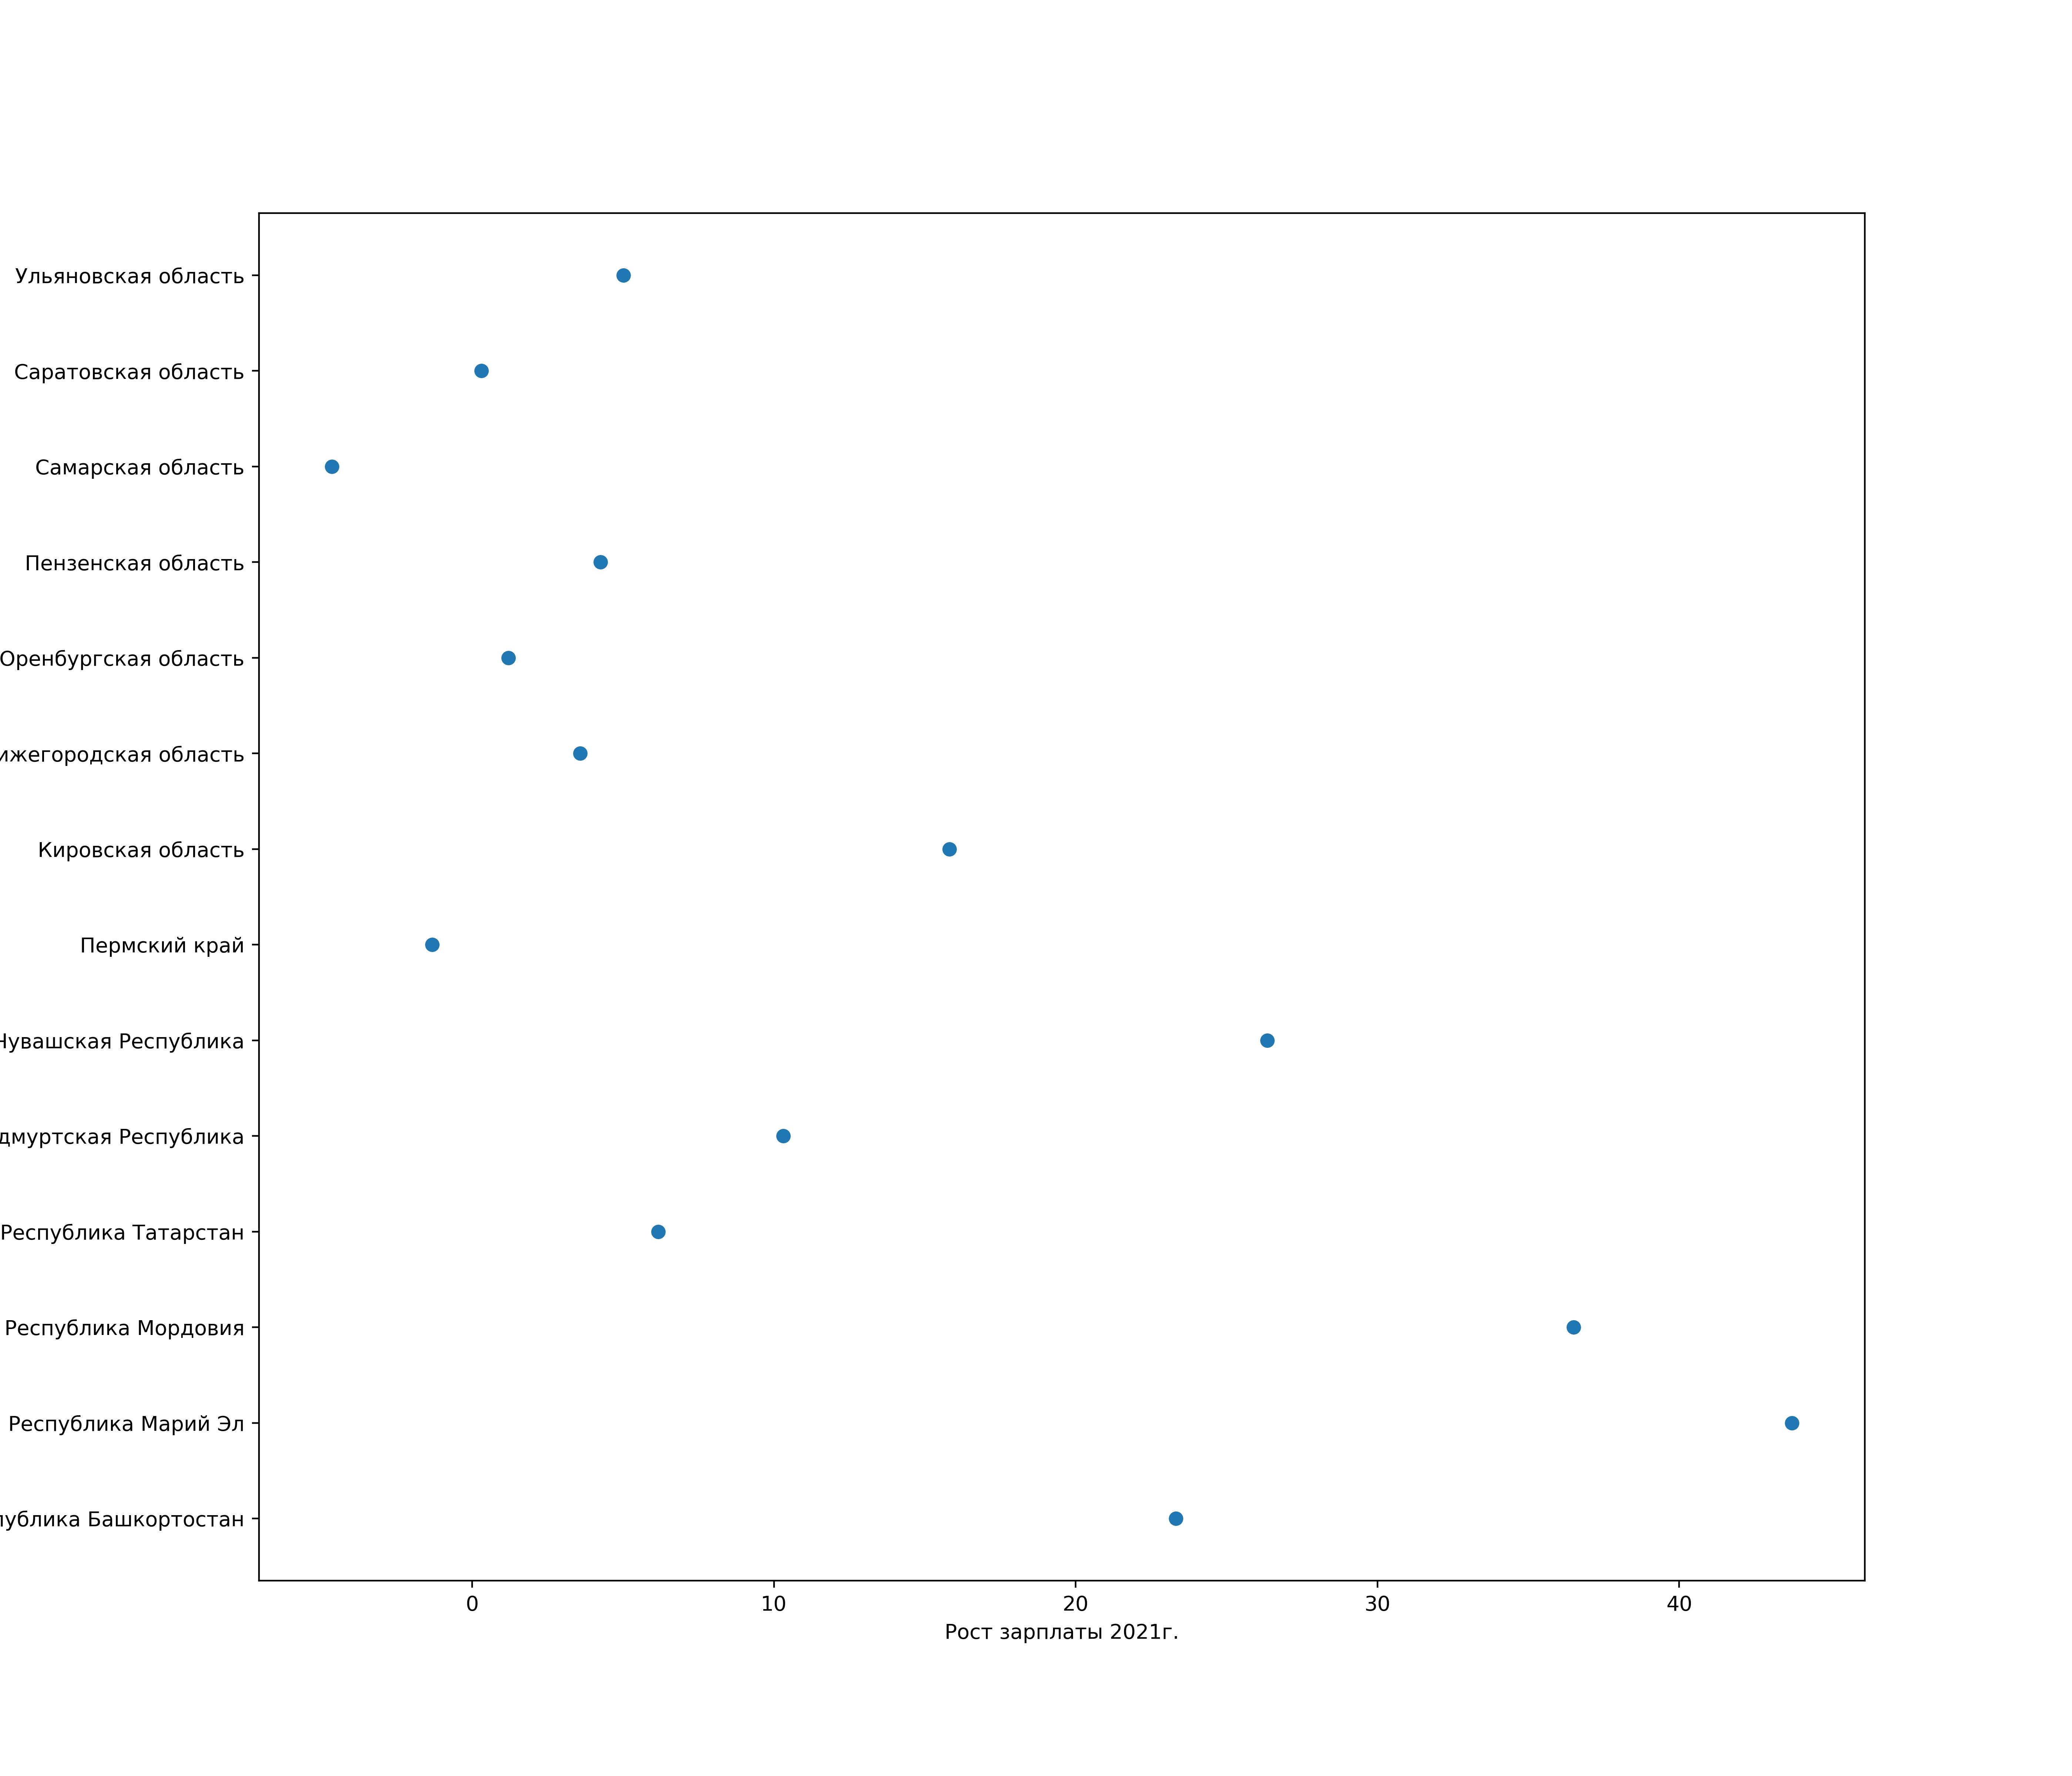 Ульяновская область
Саратовская область
Самарская область
Пензенская область
Оренбургская область
ижегородская область
Кировская область
Пермский край
Чувашская Республика
дмуртская Республика
Республика Татарстан
Республика Мордовия
Республика Марий Эл
публика Башкортостан
0 10 20 30 40
Рост зарплаты 2021г.